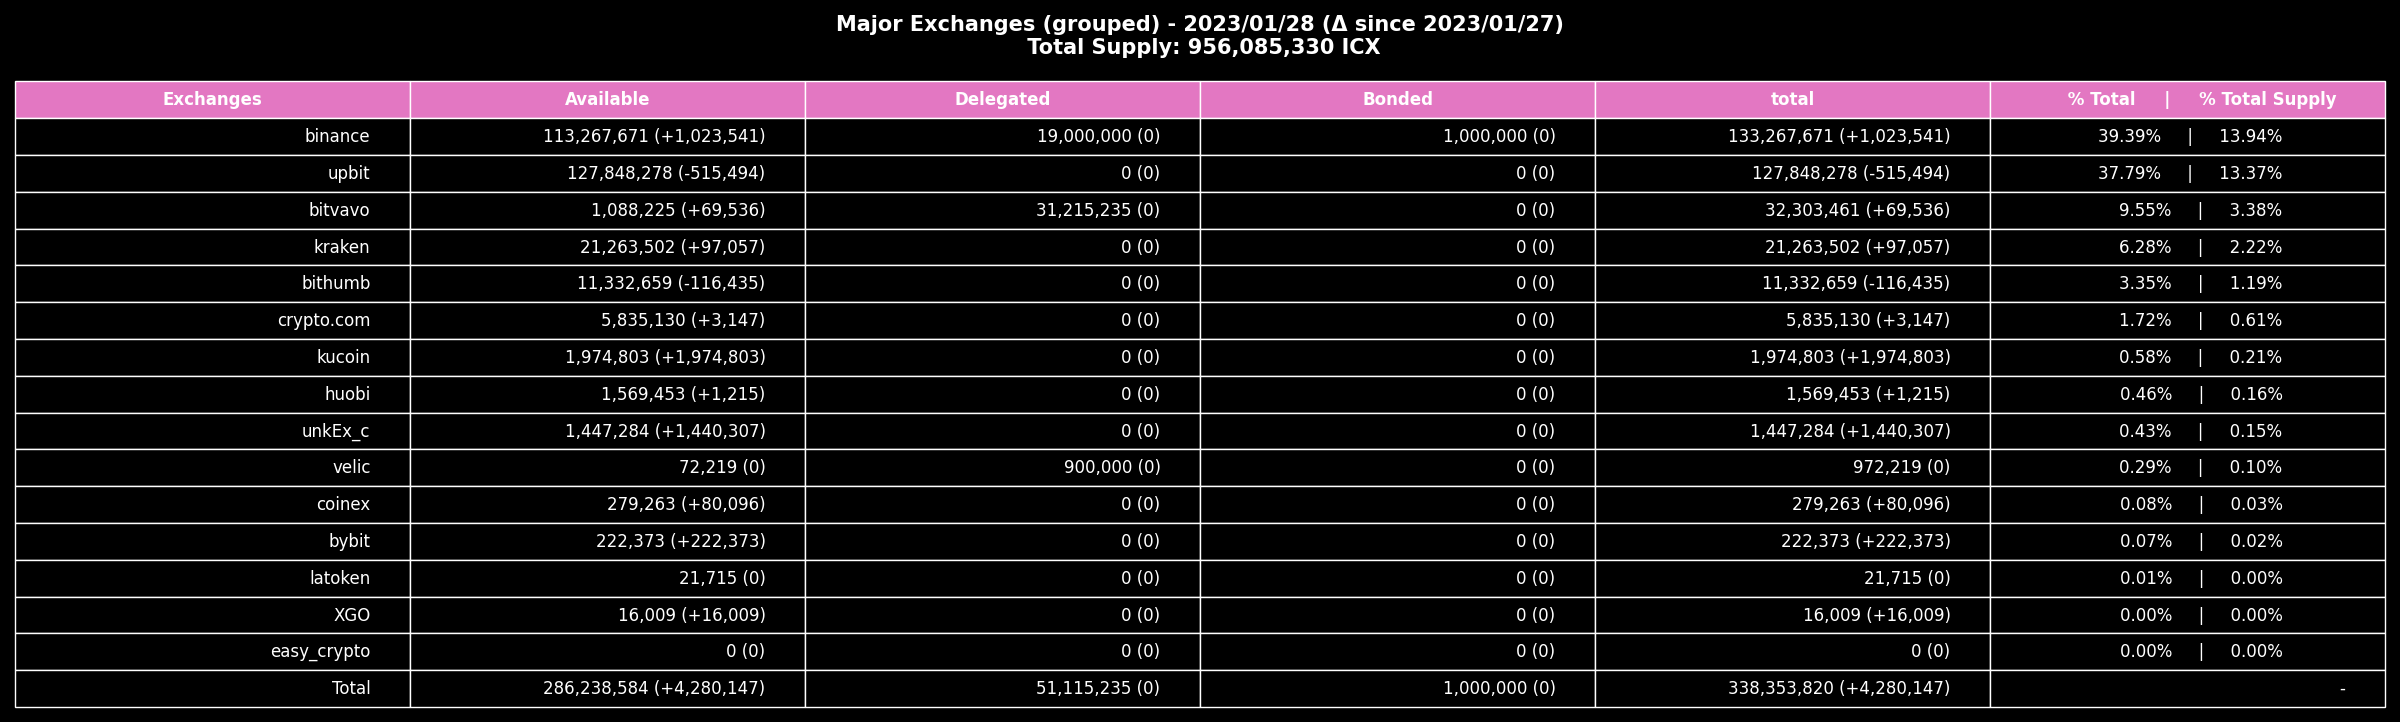 Major Exchanges (grouped) - 2023/01/28 (Δ since 2023/01/27)
Total Supply: 956,085,330 ICX
Exchanges Available Delegated Bonded total % Total | % Total Supply
binance 113,267,671 (+1,023,541) 19,000,000 (0) 1,000,000 (0) 133,267,671 (+1,023,541) 39.39% | 13.94%
upbit 127,848,278 (-515,494) 0 (0) 0 (0) 127,848,278 (-515,494) 37.79% | 13.37%
bitvavo 1,088,225 (+69,536) 31,215,235 (0) 0 (0) 32,303,461 (+69,536) 9.55% | 3.38%
kraken 21,263,502 (+97,057) 0 (0) 0 (0) 21,263,502 (+97,057) 6.28% | 2.22%
bithumb 11,332,659 (-116,435) 0 (0) 0 (0) 11,332,659 (-116,435) 3.35% | 1.19%
crypto.com 5,835,130 (+3,147) 0 (0) 0 (0) 5,835,130 (+3,147) 1.72% | 0.61%
kucoin 1,974,803 (+1,974,803) 0 (0) 0 (0) 1,974,803 (+1,974,803) 0.58% | 0.21%
huobi 1,569,453 (+1,215) 0 (0) 0 (0) 1,569,453 (+1,215) 0.46% | 0.16%
unkEx_c 1,447,284 (+1,440,307) 0 (0) 0 (0) 1,447,284 (+1,440,307) 0.43% | 0.15%
velic 72,219 (0) 900,000 (0) 0 (0) 972,219 (0) 0.29% | 0.10%
coinex 279,263 (+80,096) 0 (0) 0 (0) 279,263 (+80,096) 0.08% | 0.03%
bybit 222,373 (+222,373) 0 (0) 0 (0) 222,373 (+222,373) 0.07% | 0.02%
latoken 21,715 (0) 0 (0) 0 (0) 21,715 (0) 0.01% | 0.00%
XGO 16,009 (+16,009) 0 (0) 0 (0) 16,009 (+16,009) 0.00% | 0.00%
easy_crypto 0 (0) 0 (0) 0 (0) 0 (0) 0.00% | 0.00%
Total 286,238,584 (+4,280,147) 51,115,235 (0) 1,000,000 (0) 338,353,820 (+4,280,147) -